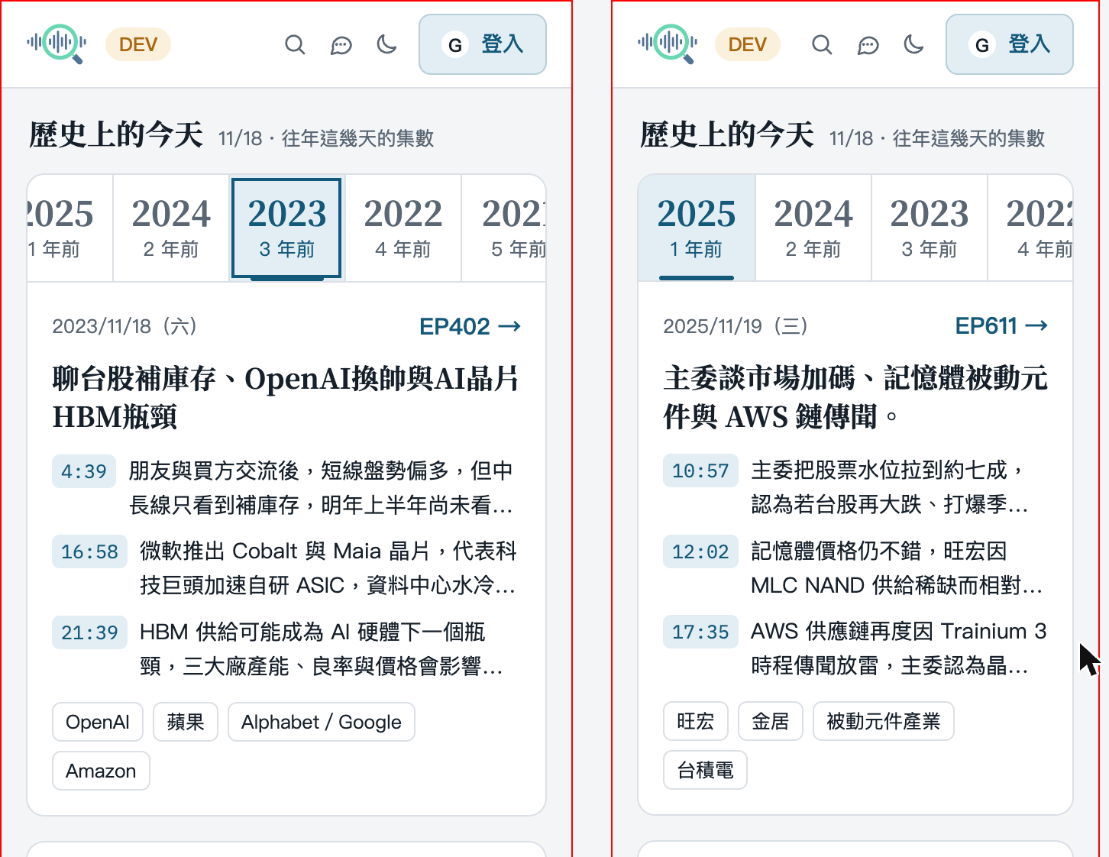 DEV
G 登入
歷史上的今天 11/18 · 往年這幾天的集數
2025 2024 2023 2022 202
1 年前 2 年前 3 年前 4 年前 5 年前
2023/11/18（六） EP402 →
聊台股補庫存、OpenAI換帥與AI晶片
HBM瓶頸
4:39 朋友與買方交流後，短線盤勢偏多，但中
長線只看到補庫存，明年上半年尚未看…
16:58 微軟推出 Cobalt 與 Maia 晶片，代表科
技巨頭加速自研 ASIC，資料中心水冷…
21:39 HBM 供給可能成為 AI 硬體下一個瓶
頸，三大廠產能、良率與價格會影響…
OpenAI 蘋果 Alphabet / Google
Amazon
DEV
G 登入
歷史上的今天 11/18 · 往年這幾天的集數
2025 2024 2023 2022
1 年前 2 年前 3 年前 4 年前
2025/11/19（三） EP611 →
主委談市場加碼、記憶體被動元
件與 AWS 鏈傳聞。
10:57 主委把股票水位拉到約七成，
認為若台股再大跌、打爆季…
12:02 記憶體價格仍不錯，旺宏因
MLC NAND 供給稀缺而相對…
17:35 AWS 供應鏈再度因 Trainium 3
時程傳聞放雷，主委認為晶…
旺宏 金居 被動元件產業
台積電